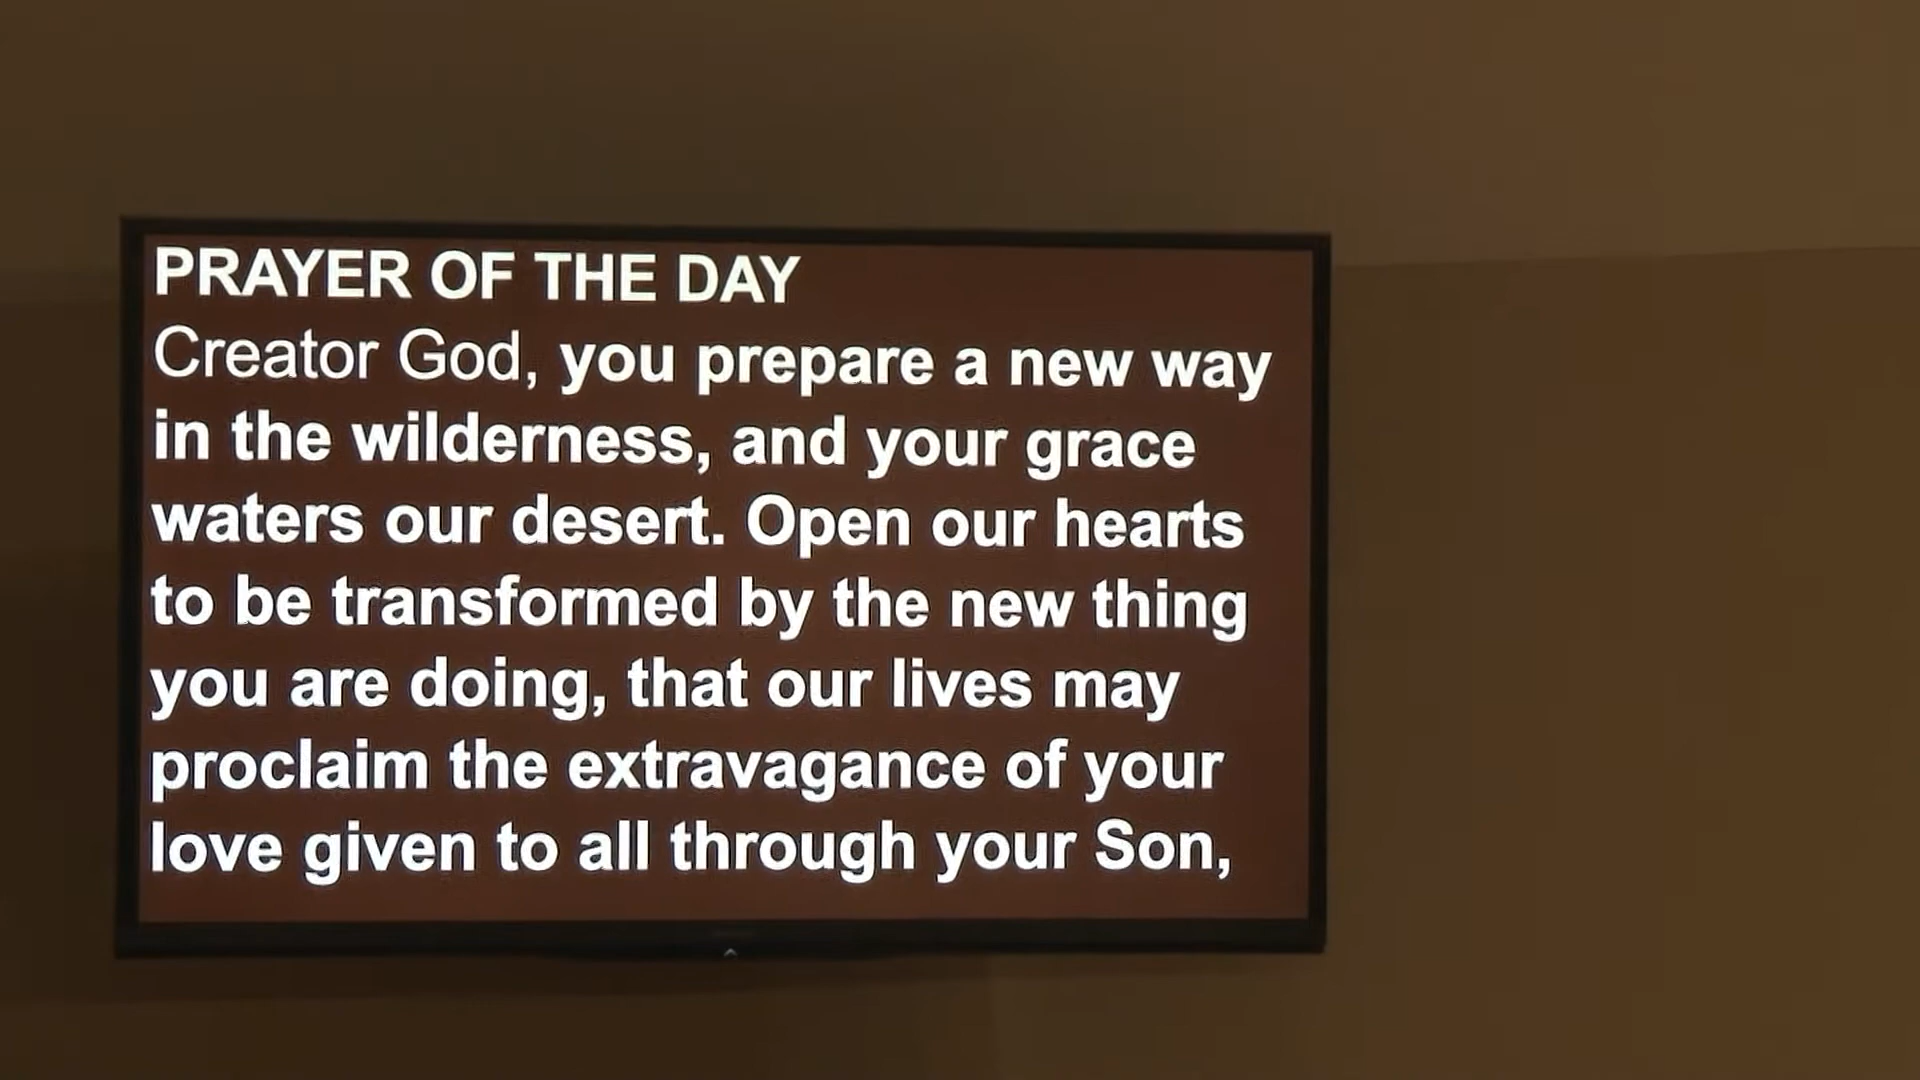 PRAYER OF THE DAY
Creator God, you prepare a new way
in the wilderness, and your grace
waters our desert. Open our hearts
to be transformed by the new thing
you are doing, that our lives may
proclaim the extravagance of your
love given to all through your Son,